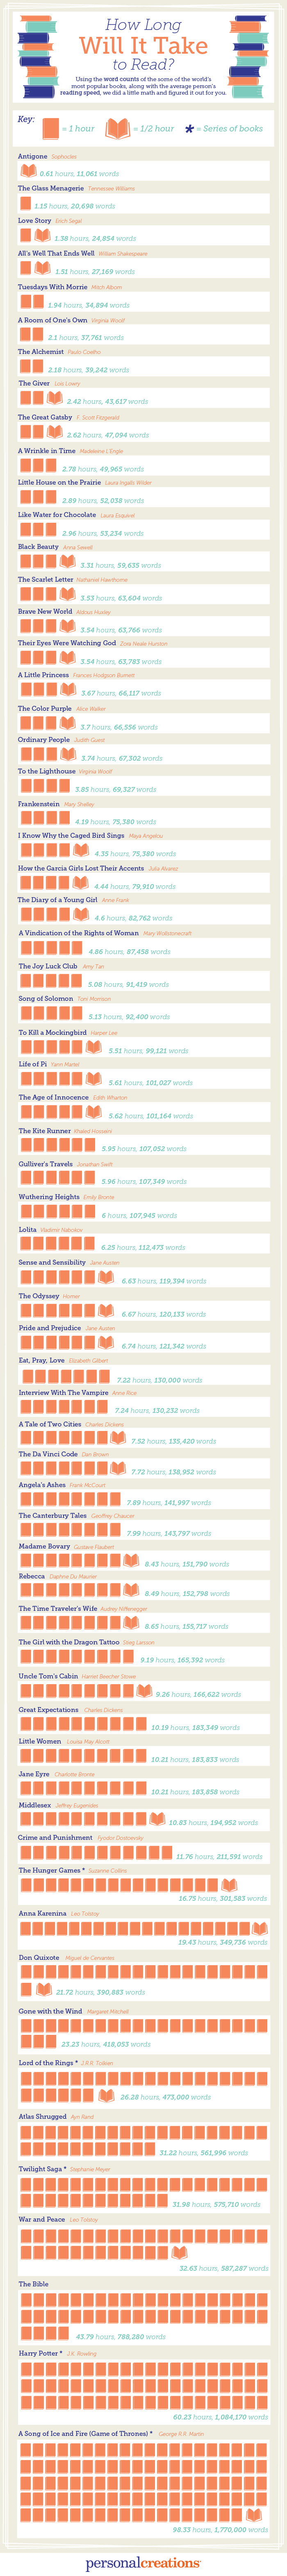 How Long
Will It Take
to Read?
Using the word counts of the some of the world's
most popular books, along with the average person's
reading speed, we did a little math and figured it out for you.
Key:
= 1 hour
= 1/2 hour
* = Series of books
Antigone Sophocles
0.61 hours, 11,061 words
The Glass Menagerie Tennessee Williams
1.15 hours, 20,698 words
Love Story Erich Segal
1.38 hours, 24,854 words
All's Well That Ends Well William Shakespeare
1.51 hours, 27,169 words
Tuesdays With Morrie Mitch Albom
1.94 hours, 34,894 words
A Room of One's Own Virginia Woolf
2.1 hours, 37,761 words
The Alchemist Paulo Coelho
2.18 hours, 39,242 words
The Giver Lois Lowry
2.42 hours, 43,617 words
The Great Gatsby F. Scott Fitzgerald
2.62 hours, 47,094 words
A Wrinkle in Time Madeleine L'Engle
2.78 hours, 49,965 words
Little House on the Prairie Laura Ingalls Wilder
2.89 hours, 52,038 words
Like Water for Chocolate Laura Esquivel
2.96 hours, 53,234 words
Black Beauty Anna Sewell
3.31 hours, 59,635 words
The Scarlet Letter Nathaniel Hawthorne
3.53 hours, 63,604 words
Brave New World Aldous Huxley
3.54 hours, 63,766 words
Their Eyes Were Watching God Zora Neale Hurston
3.54 hours, 63,783 words
A Little Princess Frances Hodgson Burnett
3.67 hours, 66,117 words
The Color Purple Alice Walker
3.7 hours, 66,556 words
Ordinary People Judith Guest
3.74 hours, 67,302 words
To the Lighthouse Virginia Woolf
3.85 hours, 69,327 words
Frankenstein Mary Shelley
4.19 hours, 75,380 words
I Know Why the Caged Bird Sings Maya Angelou
4.35 hours, 75,380 words
How the Garcia Girls Lost Their Accents Julia Alvarez
4.44 hours, 79,910 words
The Diary of a Young Girl Anne Frank
4.6 hours, 82,762 words
A Vindication of the Rights of Woman Mary Wollstonecraft
4.86 hours, 87,458 words
The Joy Luck Club Amy Tan
5.08 hours, 91,419 words
Song of Solomon Toni Morrison
5.13 hours, 92,400 words
To Kill a Mockingbird Harper Lee
5.51 hours, 99,121 words
Life of Pi Yann Martel
5.61 hours, 101,027 words
The Age of Innocence Edith Wharton
5.62 hours, 101,164 words
The Kite Runner Khaled Hosseini
5.95 hours, 107,052 words
Gulliver's Travels Jonathan Swift
5.96 hours, 107,349 words
Wuthering Heights Emily Bronte
6 hours, 107,945 words
Lolita Vladimir Nabokov
6.25 hours, 112,473 words
Sense and Sensibility Jane Austen
6.63 hours, 119,394 words
The Odyssey Homer
6.67 hours, 120,133 words
Pride and Prejudice Jane Austen
6.74 hours, 121,342 words
Eat, Pray, Love Elizabeth Gilbert
7.22 hours, 130,000 words
Interview With The Vampire Anne Rice
7.24 hours, 130,232 words
A Tale of Two Cities Charles Dickens
7.52 hours, 135,420 words
The Da Vinci Code Dan Brown
7.72 hours, 138,952 words
Angela's Ashes Frank McCourt
7.89 hours, 141,997 words
The Canterbury Tales Geoffrey Chaucer
7.99 hours, 143,797 words
Madame Bovary Gustave Flaubert
8.43 hours, 151,790 words
Rebecca Daphne Du Maurier
8.49 hours, 152,798 words
The Time Traveler's Wife Audrey Niffenegger
8.65 hours, 155,717 words
The Girl with the Dragon Tattoo Stieg Larsson
9.19 hours, 165,392 words
Uncle Tom's Cabin Harriet Beecher Stowe
9.26 hours, 166,622 words
Great Expectations Charles Dickens
10.19 hours, 183,349 words
Little Women Louisa May Alcott
10.21 hours, 183,833 words
Jane Eyre Charlotte Bronte
10.21 hours, 183,858 words
Middlesex Jeffrey Eugenides
10.83 hours, 194,952 words
Crime and Punishment Fyodor Dostoevsky
11.76 hours, 211,591 words
The Hunger Games * Suzanne Collins
16.75 hours, 301,583 words
Anna Karenina Leo Tolstoy
19.43 hours, 349,736 words
Don Quixote Miguel de Cervantes
21.72 hours, 390,883 words
Gone with the Wind Margaret Mitchell
23.23 hours, 418,053 words
Lord of the Rings * J.R.R. Tolkien
26.28 hours, 473,000 words
Atlas Shrugged Ayn Rand
31.22 hours, 561,996 words
Twilight Saga * Stephenie Meyer
31.98 hours, 575,710 words
War and Peace Leo Tolstoy
32.63 hours, 587,287 words
The Bible
43.79 hours, 788,280 words
Harry Potter * J.K. Rowling
60.23 hours, 1,084,170 words
A Song of Ice and Fire (Game of Thrones) * George R.R. Martin
98.33 hours, 1,770,000 words
personalcreations